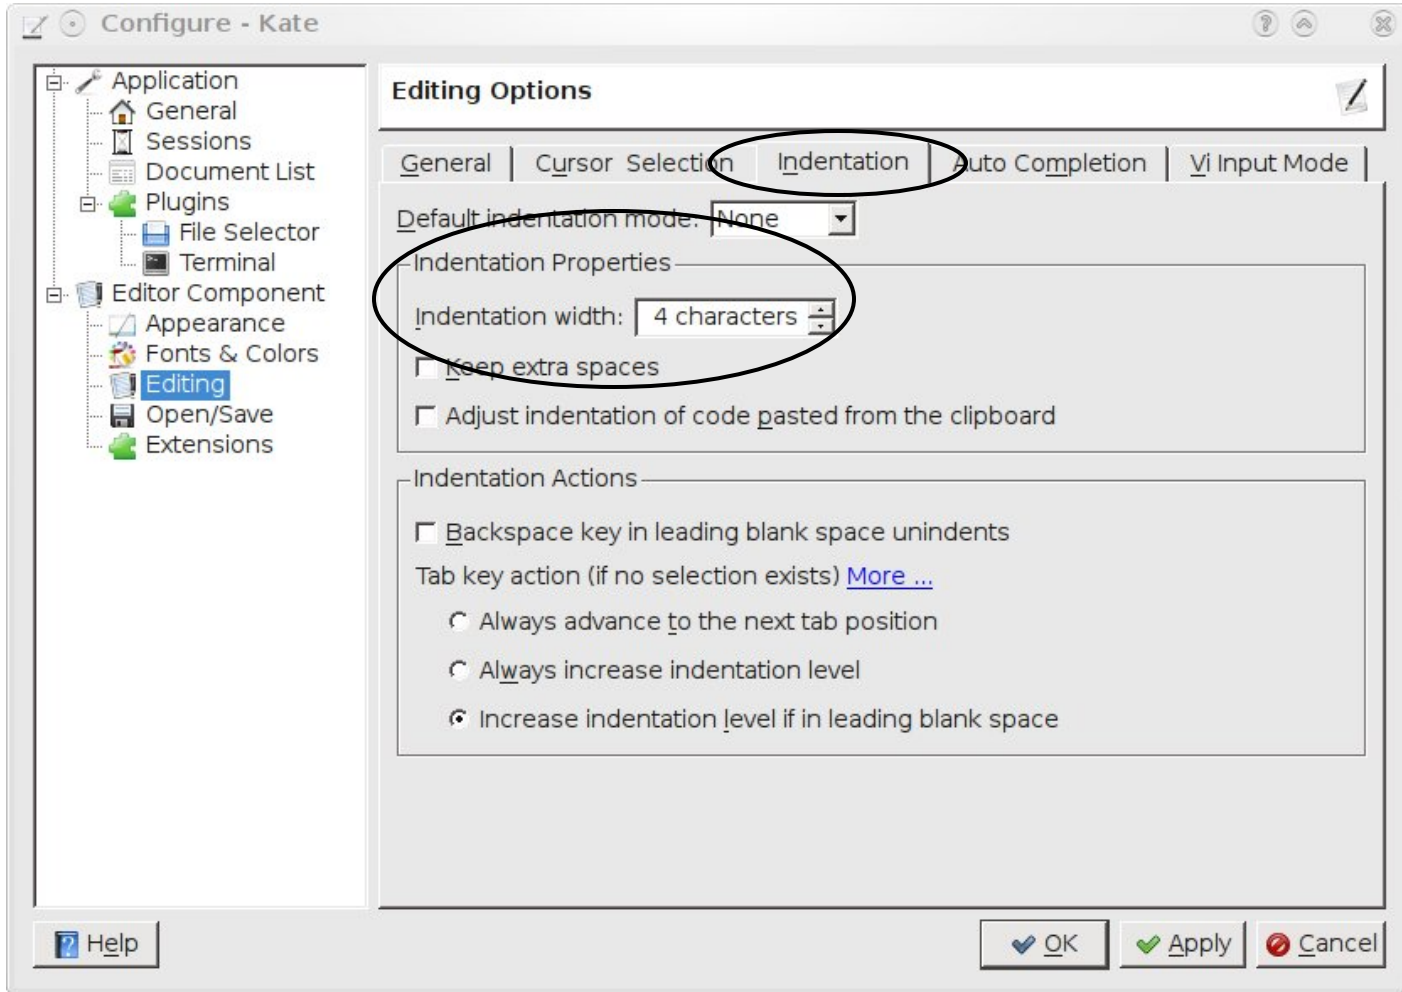 Configure - Kate
Application
General
Sessions
Document List
Plugins
File Selector
Terminal
Editor Component
Appearance
Fonts & Colors
Editing
Open/Save
Extensions
Editing Options
General Cursor Selection Indentation Auto Completion Vi Input Mode
Default indentation mode: None
Indentation Properties
Indentation width: 4 characters
Keep extra spaces
Adjust indentation of code pasted from the clipboard
Indentation Actions
Backspace key in leading blank space unindents
Tab key action (if no selection exists) More ...
Always advance to the next tab position
Always increase indentation level
Increase indentation level if in leading blank space
Help OK Apply Cancel